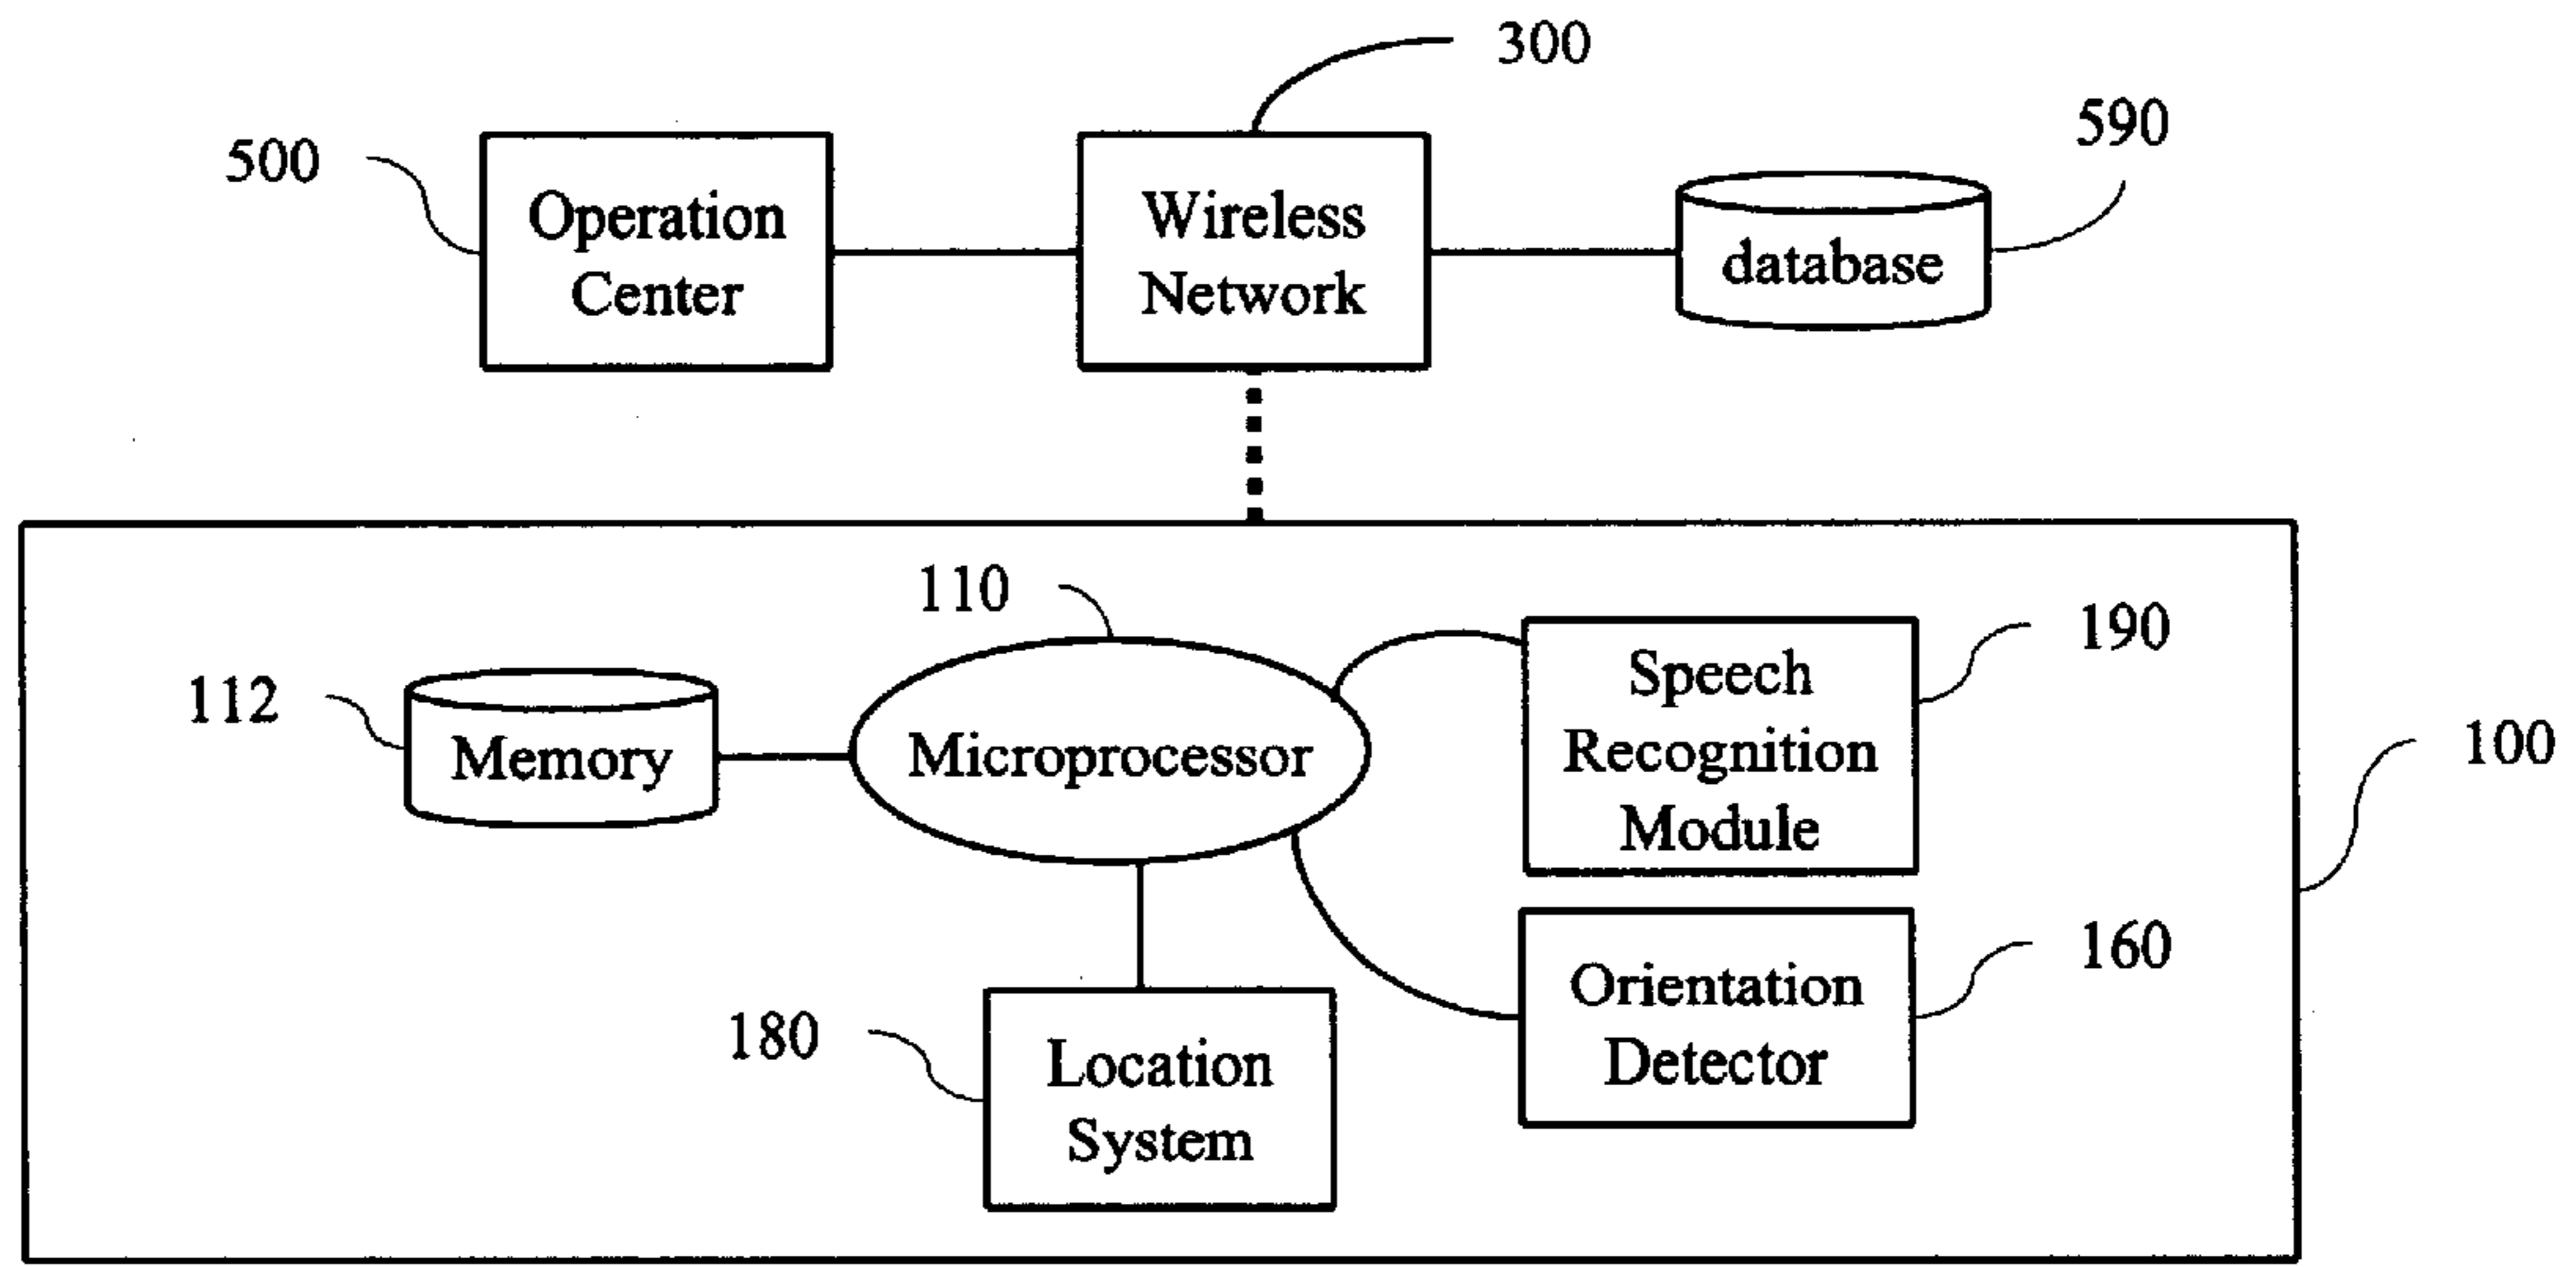 300
590
500
Operation
Center
Wireless
Network
database
110
190
112
Memory
Microprocessor
Speech
Recognition
Module
100
160
180
Location
System
Orientation
Detector